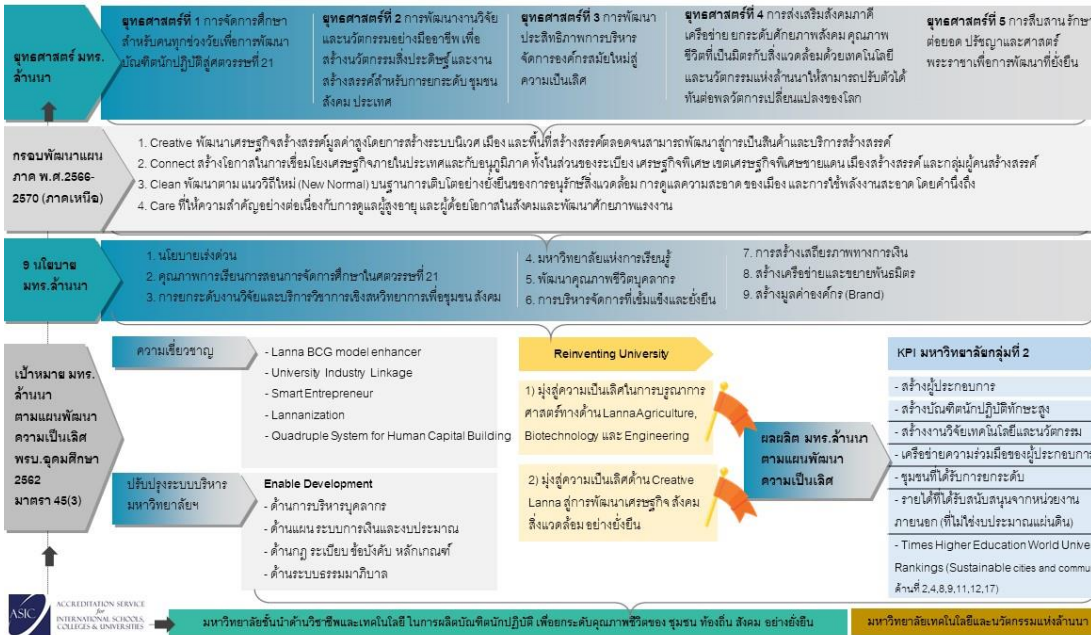 ยุทธศาสตร์ มทร.
ล้านนา
ยุทธศาสตร์ที่ 1 การจัดการศึกษา
สำหรับคนทุกช่วงวัยเพื่อการพัฒนา
บัณฑิตนักปฏิบัติสู่ศตวรรษที่ 21
ยุทธศาสตร์ที่ 2 การพัฒนางานวิจัย
และนวัตกรรมอย่างมืออาชีพ เพื่อ
สร้างนวัตกรรมสิ่งประดิษฐ์ และงาน
สร้างสรรค์สำหรับการยกระดับ ชุมชน
สังคม ประเทศ
ยุทธศาสตร์ที่ 3 การพัฒนา
ประสิทธิภาพการบริหาร
จัดการองค์กรสมัยใหม่สู่
ความเป็นเลิศ
ยุทธศาสตร์ที่ 4 การส่งเสริมสังคมภาคี
เครือข่าย ยกระดับศักยภาพสังคม คุณภาพ
ชีวิตที่เป็นมิตรกับสิ่งแวดล้อมด้วยเทคโนโลยี
และนวัตกรรมแห่งล้านนาให้สามารถปรับตัวได้
ทันต่อพลวัตการเปลี่ยนแปลงของโลก
ยุทธศาสตร์ที่ 5 การสืบสาน รักษา
ต่อยอด ปรัชญาและศาสตร์
พระราชาเพื่อการพัฒนาที่ยั่งยืน
กรอบพัฒนาแผน
ภาค พ.ศ.2566-
2570 (ภาคเหนือ)
1. Creative พัฒนาเศรษฐกิจสร้างสรรค์มูลค่าสูงโดยการสร้างระบบนิเวศ เมือง และพื้นที่สร้างสรรค์ตลอดจนสามารถพัฒนาสู่การเป็นสินค้าและบริการสร้างสรรค์
2. Connect สร้างโอกาสในการเชื่อมโยงเศรษฐกิจภายในประเทศและกับอนุภูมิภาค ทั้งในส่วนของระเบียง เศรษฐกิจพิเศษ เขตเศรษฐกิจพิเศษชายแดน เมืองสร้างสรรค์ และกลุ่มผู้คนสร้างสรรค์
3. Clean พัฒนาตาม แนววิถีใหม่ (New Normal) บนฐานการเติบโตอย่างยั่งยืนของการอนุรักษ์สิ่งแวดล้อม การดูแลความสะอาด ของเมือง และการใช้พลังงานสะอาด โดยคำนึงถึง
4. Care ที่ให้ความสำคัญอย่างต่อเนื่องกับการดูแลผู้สูงอายุ และผู้ด้อยโอกาสในสังคมและพัฒนาศักยภาพแรงงาน
9 นโยบาย
มทร.ล้านนา
1. นโยบายเร่งด่วน
2. คุณภาพการเรียนการสอนการจัดการศึกษาในศตวรรษที่ 21
3. การยกระดับงานวิจัยและบริการวิชาการเชิงสหวิทยาการเพื่อชุมชน สังคม
4. มหาวิทยาลัยแห่งการเรียนรู้
5. พัฒนาคุณภาพชีวิตบุคลากร
6. การบริหารจัดการที่เข้มแข็งและยั่งยืน
7. การสร้างเสถียรภาพทางการเงิน
8. สร้างเครือข่ายและขยายพันธมิตร
9. สร้างมูลค่าองค์กร (Brand)
เป้าหมาย มทร.
ล้านนา
ตามแผนพัฒนา
ความเป็นเลิศ
พรบ.อุดมศึกษา
2562
มาตรา 45(3)
ความเชี่ยวชาญ
- Lanna BCG model enhancer
- University Industry Linkage
- Smart Entrepreneur
- Lannanization
- Quadruple System for Human Capital Building
ปรับปรุงระบบบริหาร
มหาวิทยาลัยฯ
Enable Development
- ด้านการบริหารบุคลากร
- ด้านแผน ระบบการเงินและงบประมาณ
- ด้านกฎ ระเบียบ ข้อบังคับ หลักเกณฑ์
- ด้านระบบธรรมาภิบาล
Reinventing University
1) มุ่งสู่ความเป็นเลิศในการบูรณาการ
ศาสตร์ทางด้าน LannaAgriculture,
Biotechnology และ Engineering
2) มุ่งสู่ความเป็นเลิศด้าน Creative
Lanna สู่การพัฒนาเศรษฐกิจ สังคม
สิ่งแวดล้อม อย่างยั่งยืน
ผลผลิต มทร.ล้านนา
ตามแผนพัฒนา
ความเป็นเลิศ
KPI มหาวิทยาลัยกลุ่มที่ 2
- สร้างผู้ประกอบการ
- สร้างบัณฑิตนักปฏิบัติทักษะสูง
- สร้างงานวิจัยเทคโนโลยีและนวัตกรรม
- เครือข่ายความร่วมมือของผู้ประกอบการ
- ชุมชนที่ได้รับการยกระดับ
- รายได้ที่ได้รับสนับสนุนจากหน่วยงาน
ภายนอก (ที่ไม่ใช่งบประมาณแผ่นดิน)
- Times Higher Education World Unive
Rankings (Sustainable cities and commu
ด้านที่ 2,4,8,9,11,12,17)
ASIC
ACCREDITATION SERVICE
for
INTERNATIONAL SCHOOLS,
COLLEGES & UNIVERSITIES
มหาวิทยาลัยชั้นนำด้านวิชาชีพและเทคโนโลยี ในการผลิตบัณฑิตนักปฏิบัติ เพื่อยกระดับคุณภาพชีวิตของ ชุมชน ท้องถิ่น สังคม อย่างยั่งยืน
มหาวิทยาลัยเทคโนโลยีและนวัตกรรมแห่งล้านนา